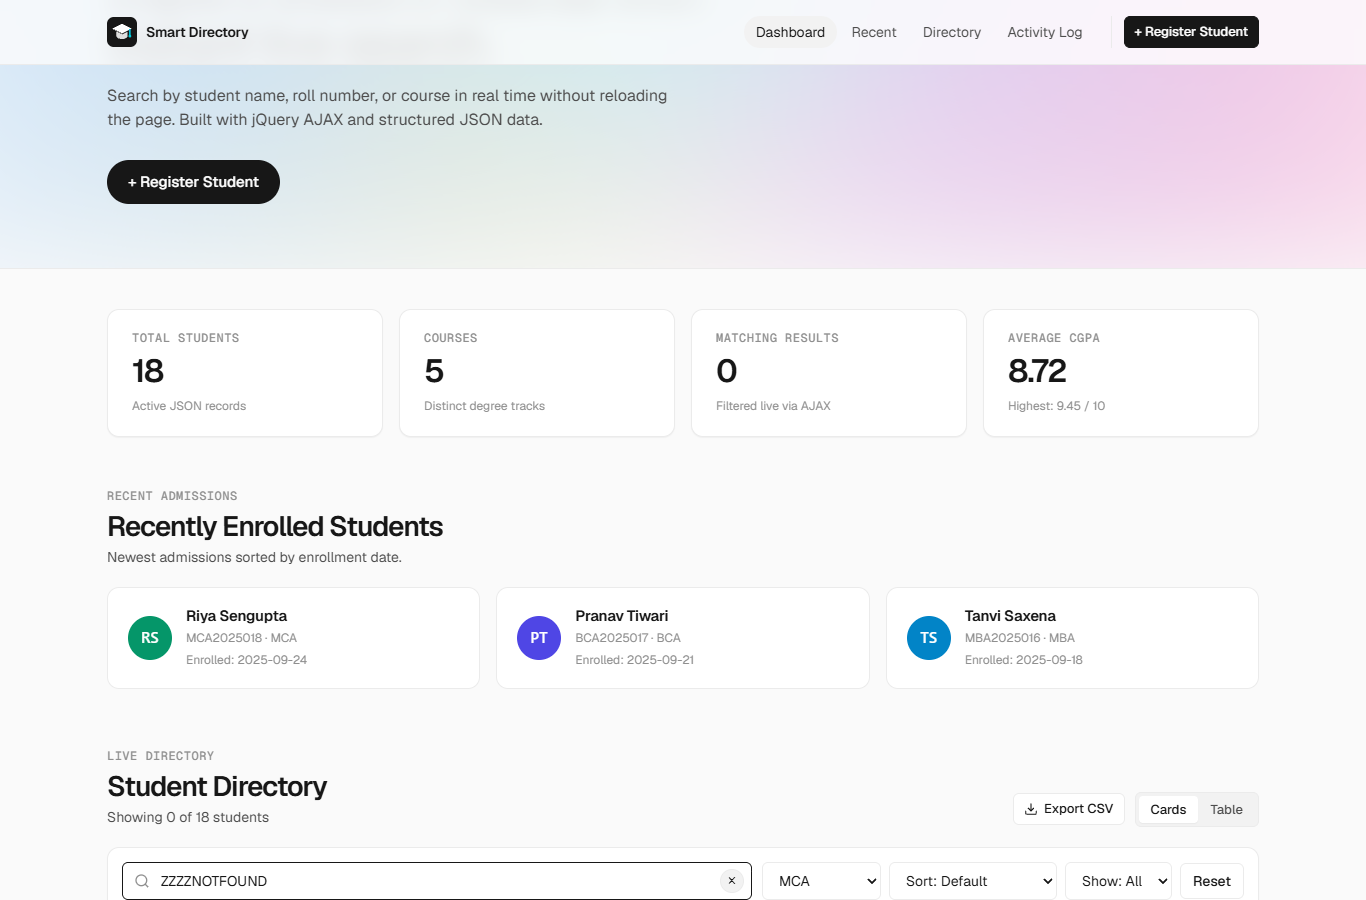 Smart Directory
Dashboard
Recent
Directory
Activity Log
+ Register Student
Search by student name, roll number, or course in real time without reloading
the page. Built with jQuery AJAX and structured JSON data.
+ Register Student
TOTAL STUDENTS
18
Active JSON records
COURSES
5
Distinct degree tracks
MATCHING RESULTS
0
Filtered live via AJAX
AVERAGE CGPA
8.72
Highest: 9.45 / 10
RECENT ADMISSIONS
Recently Enrolled Students
Newest admissions sorted by enrollment date.
RS
Riya Sengupta
MCA2025018 · MCA
Enrolled: 2025-09-24
PT
Pranav Tiwari
BCA2025017 · BCA
Enrolled: 2025-09-21
TS
Tanvi Saxena
MBA2025016 · MBA
Enrolled: 2025-09-18
LIVE DIRECTORY
Student Directory
Showing 0 of 18 students
Export CSV
Cards
Table
ZZZZNOTFOUND
×
MCA
Sort: Default
Show: All
Reset